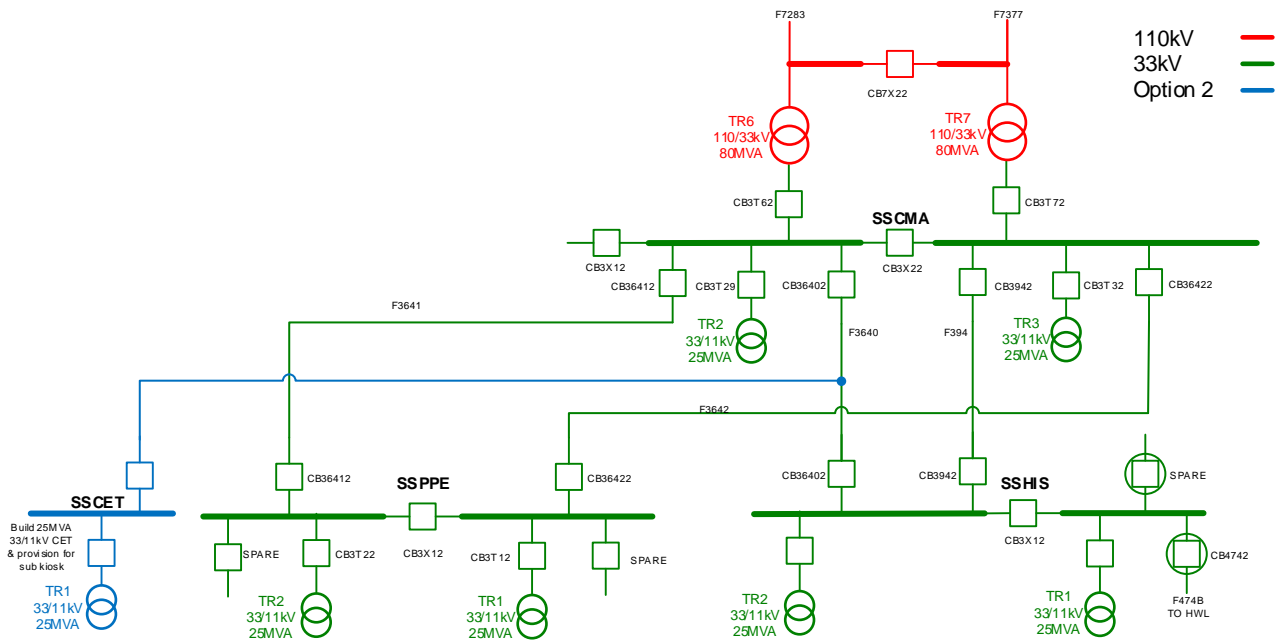 F7283
F7377
110kV
33kV
Option 2
CB7X22
TR6
110/33kV
80MVA
TR7
110/33kV
80MVA
CB3T62
CB3T72
SSCMA
CB3X12
CB3X22
CB36412
CB3T29
CB36402
CB3942
CB3T32
CB36422
F3641
TR2
33/11kV
25MVA
F3640
F394
TR3
33/11kV
25MVA
F3642
CB36412
CB36422
CB36402
CB3942
SPARE
SSCET
SSPPE
SSHIS
Build 25MVA
33/11kV CET
& provision for
sub kiosk
SPARE
CB3T22
CB3X12
CB3T12
SPARE
CB3X12
CB4742
TR1
33/11kV
25MVA
TR2
33/11kV
25MVA
TR1
33/11kV
25MVA
TR2
33/11kV
25MVA
TR1
33/11kV
25MVA
F474B
TO HWL